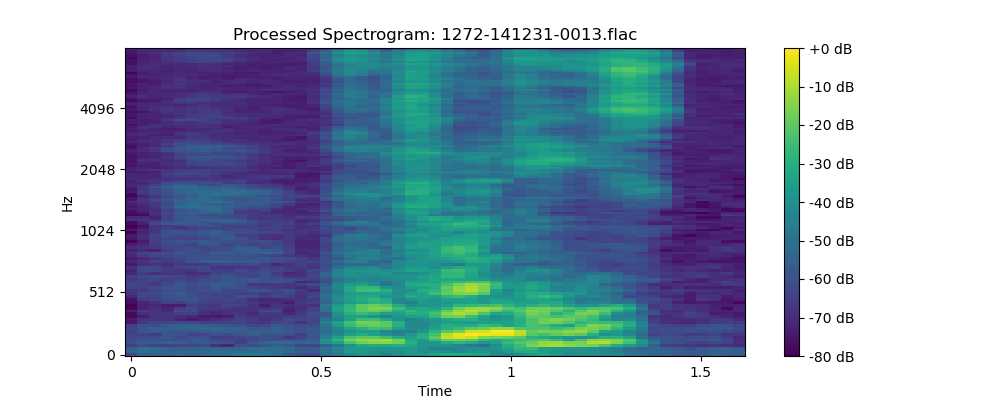 Processed Spectrogram: 1272-141231-0013.flac
+0 dB
-10 dB
4096
-20 dB
-30 dB
2048
Hz
-40 dB
1024
-50 dB
-60 dB
512
-70 dB
0
-80 dB
0 0.5 1 1.5
Time